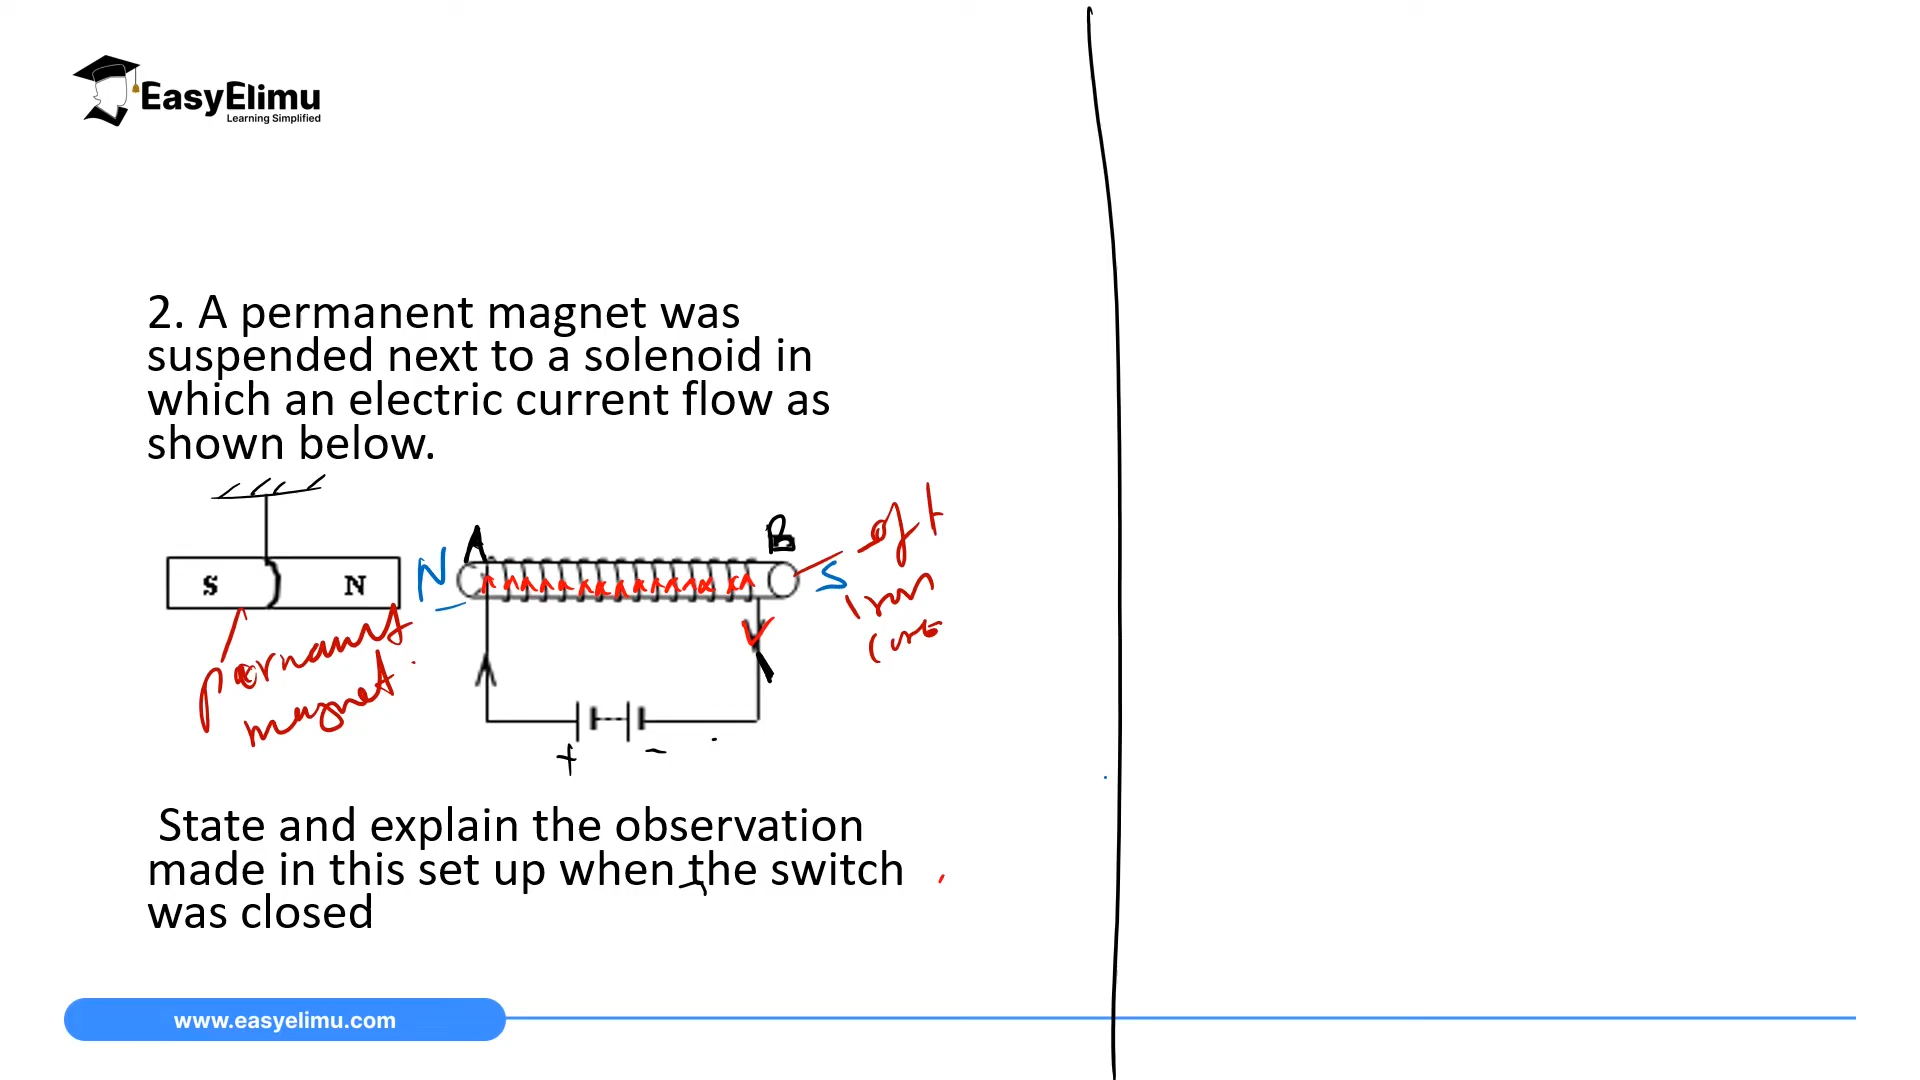 EasyElimu
Learning Simplified
2. A permanent magnet was
suspended next to a solenoid in
which an electric current flow as
shown below.
A
B
S
N
N
S
oft
Iron
core
permanent
magnet.
+
-
State and explain the observation
made in this set up when the switch
was closed
www.easyelimu.com